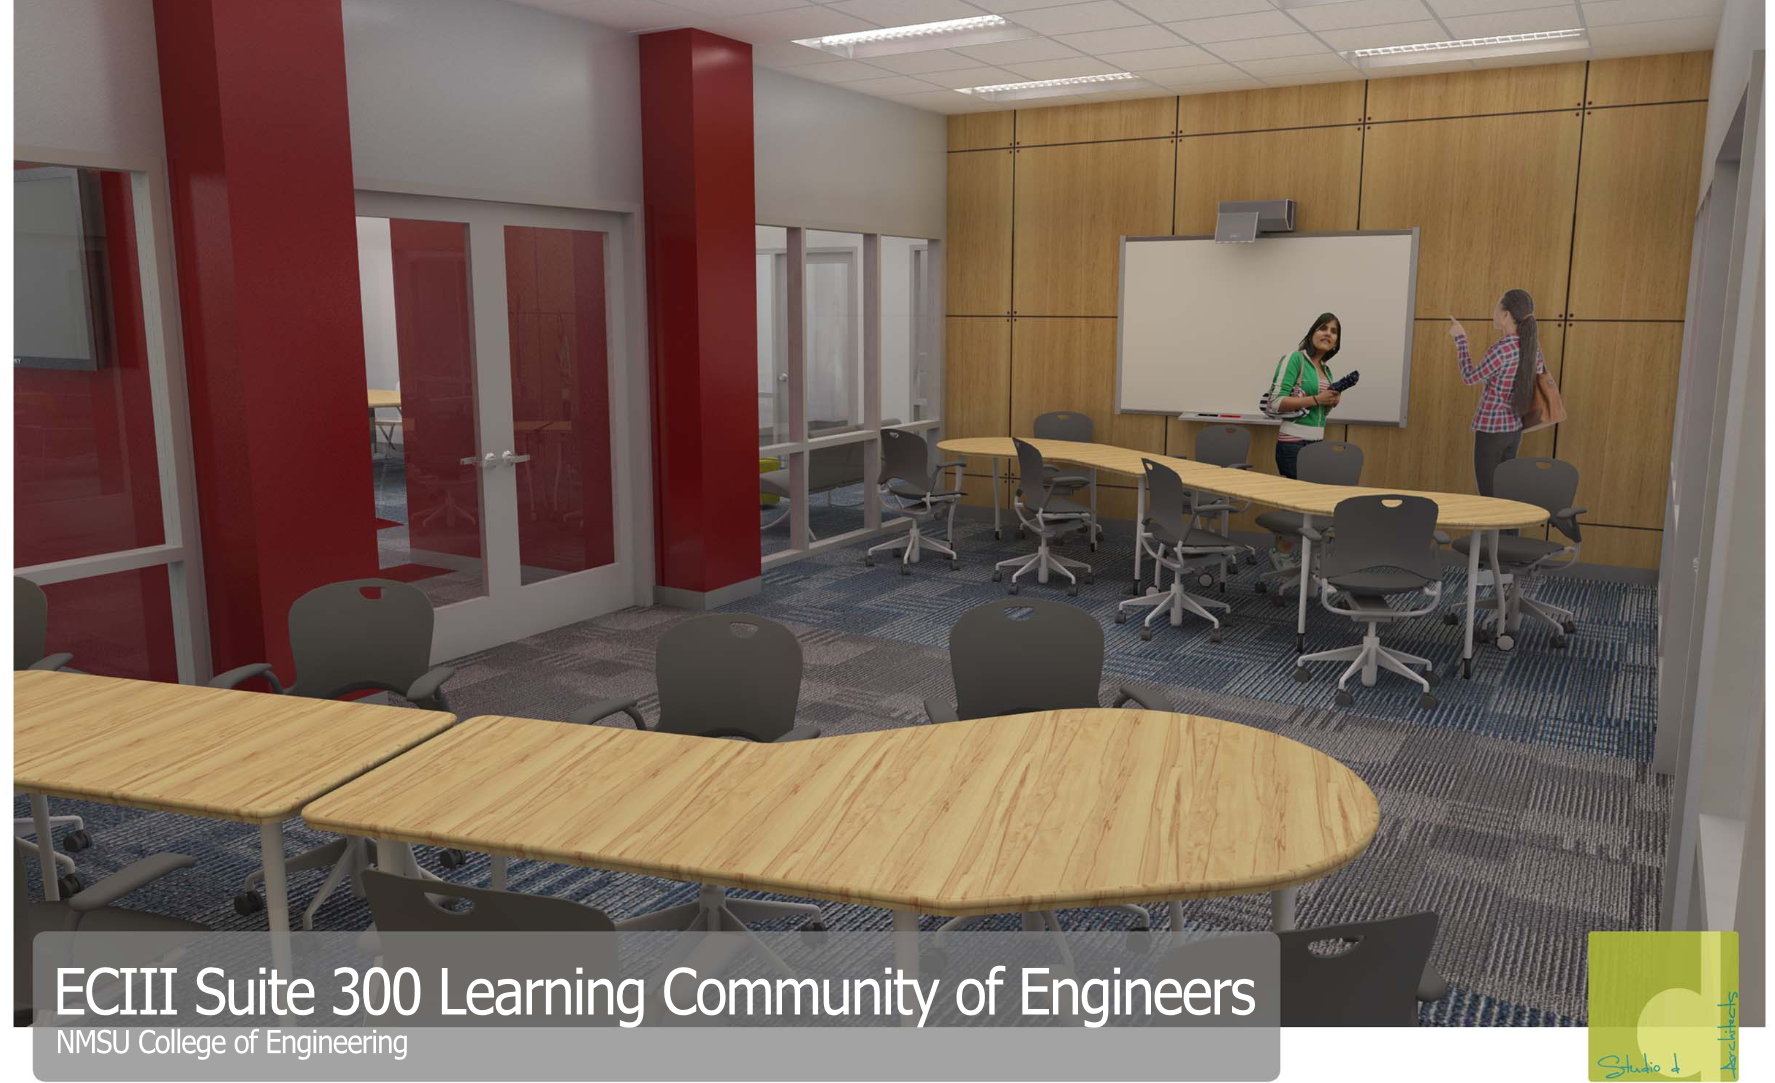 ECIII Suite 300 Learning Community of Engineers
NMSU College of Engineering
Studio d
Architects